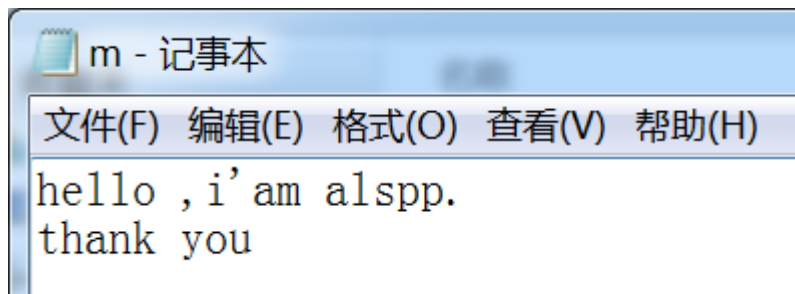 m - 记事本
文件(F) 编辑(E) 格式(O) 查看(V) 帮助(H)
hello ,i'am alspp.
thank you